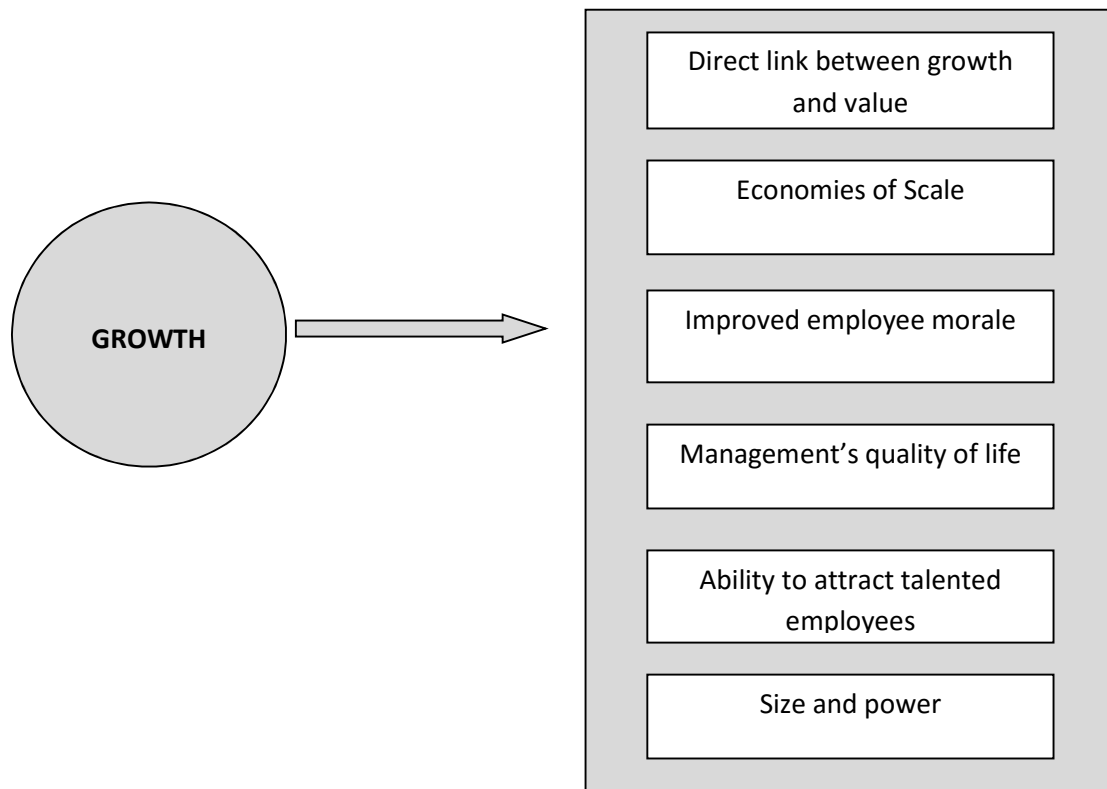 GROWTH
Direct link between growth
and value
Economies of Scale
Improved employee morale
Management’s quality of life
Ability to attract talented
employees
Size and power